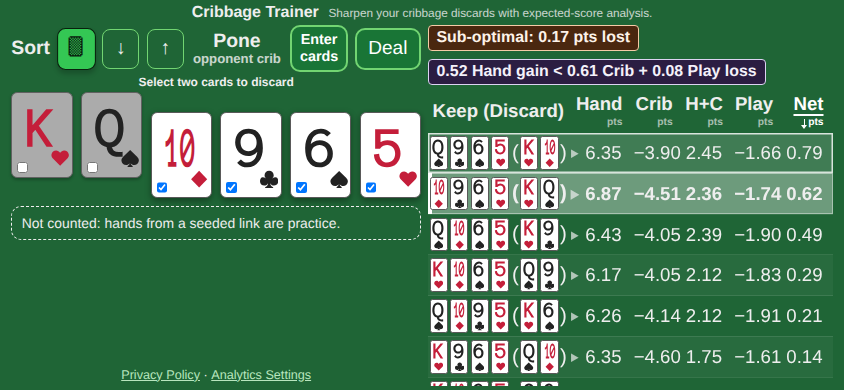 Cribbage Trainer Sharpen your cribbage discards with expected-score analysis.
Sort ↓ ↑ Pone opponent crib Enter cards Deal
Select two cards to discard
K Q 10 9 6 5
Not counted: hands from a seeded link are practice.
Privacy Policy · Analytics Settings
Sub-optimal: 0.17 pts lost
0.52 Hand gain < 0.61 Crib + 0.08 Play loss
Keep (Discard) Hand pts Crib pts H+C pts Play pts Net ↓pts
Q♠ 9♣ 6♠ 5♥ (K♥ 10♦) ▸ 6.35 −3.90 2.45 −1.66 0.79
10♦ 9♣ 6♠ 5♥ (K♥ Q♠) ▸ 6.87 −4.51 2.36 −1.74 0.62
Q♠ 10♦ 6♠ 5♥ (K♥ 9♣) ▸ 6.43 −4.05 2.39 −1.90 0.49
K♥ 10♦ 6♠ 5♥ (Q♠ 9♣) ▸ 6.17 −4.05 2.12 −1.83 0.29
Q♠ 10♦ 9♣ 5♥ (K♥ 6♠) ▸ 6.26 −4.14 2.12 −1.91 0.21
K♥ 9♣ 6♠ 5♥ (Q♠ 10♦) ▸ 6.35 −4.60 1.75 −1.61 0.14